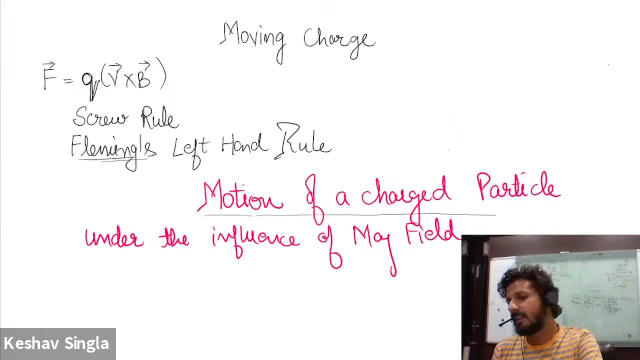 Moving Charge
F⃗ = q(V⃗ × B⃗)
Screw Rule
Fleming's Left Hand Rule
Motion of a charged Particle
under the influence of Mag Field
Keshav Singla